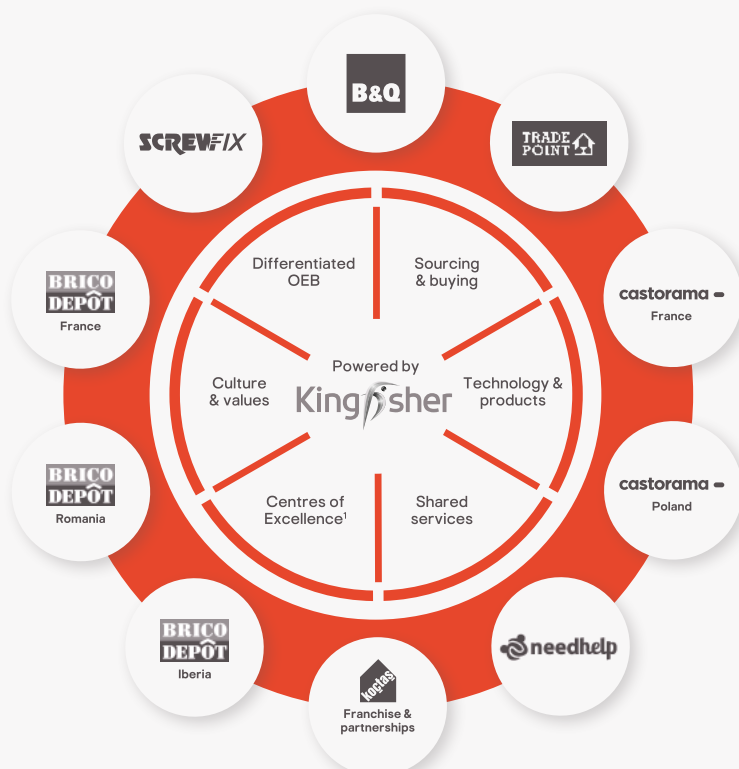 B&Q
TRADE
POINT
castorama
France
castorama
Poland
needhelp
koçtaş
Franchise &
partnerships
BRICO
DEPÔT
Iberia
BRICO
DEPÔT
Romania
BRICO
DEPÔT
France
SCREWFIX
Differentiated
OEB
Sourcing
& buying
Technology &
products
Shared
services
Centres of
Excellence¹
Culture
& values
Powered by
Kingfisher